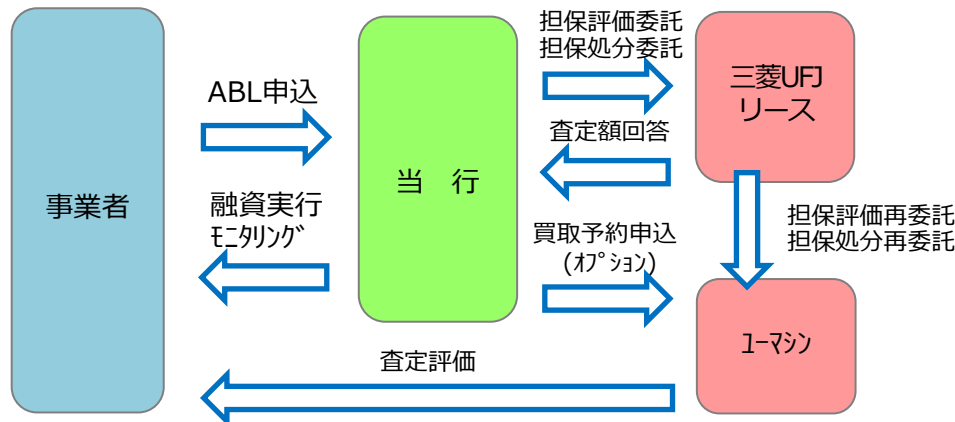 担保評価委託
担保処分委託
三菱UFJ
リース
ABL申込
査定額回答
事業者
当 行
融資実行
ﾓﾆﾀﾘﾝｸﾞ
担保評価再委託
担保処分再委託
買取予約申込
(ｵﾌﾟｼｮﾝ)
ﾕｰﾏｼﾝ
査定評価